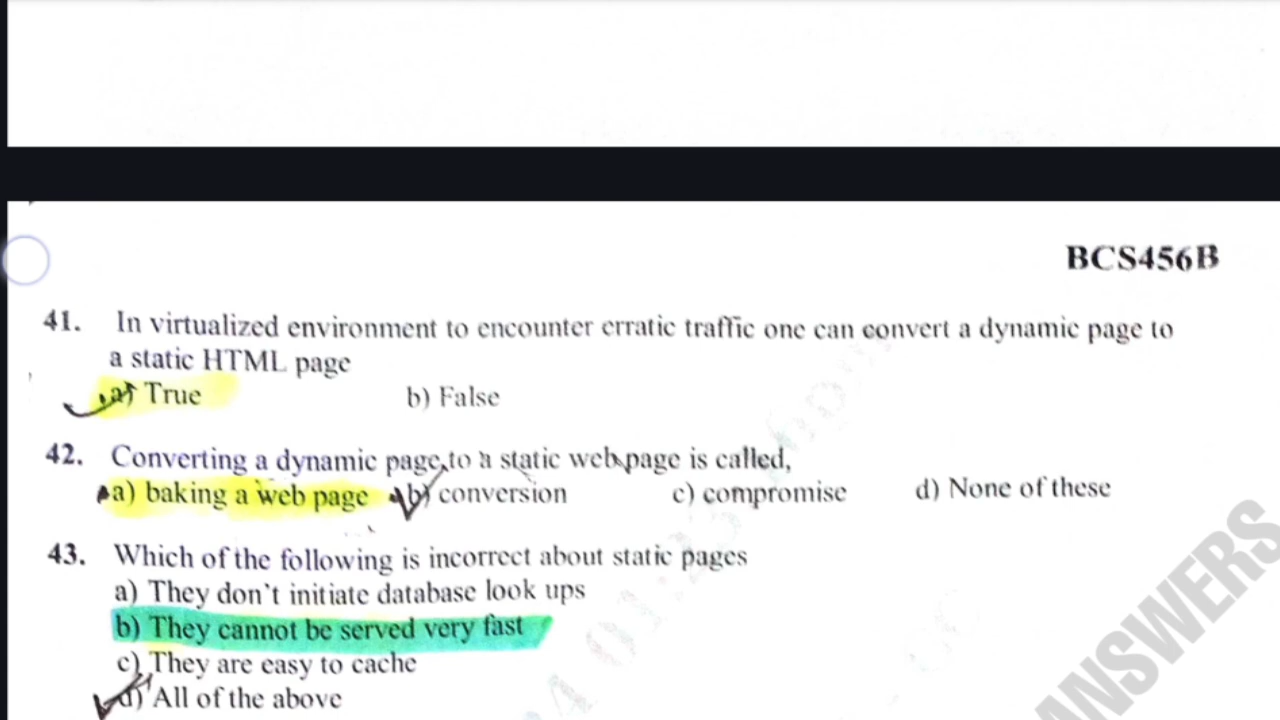 BCS456B
41. In virtualized environment to encounter erratic traffic one can convert a dynamic page to
a static HTML page
a) True b) False
42. Converting a dynamic page to a static web page is called,
a) baking a web page b) conversion c) compromise d) None of these
43. Which of the following is incorrect about static pages
a) They don't initiate database look ups
b) They cannot be served very fast
c) They are easy to cache
d) All of the above
ANSWERS